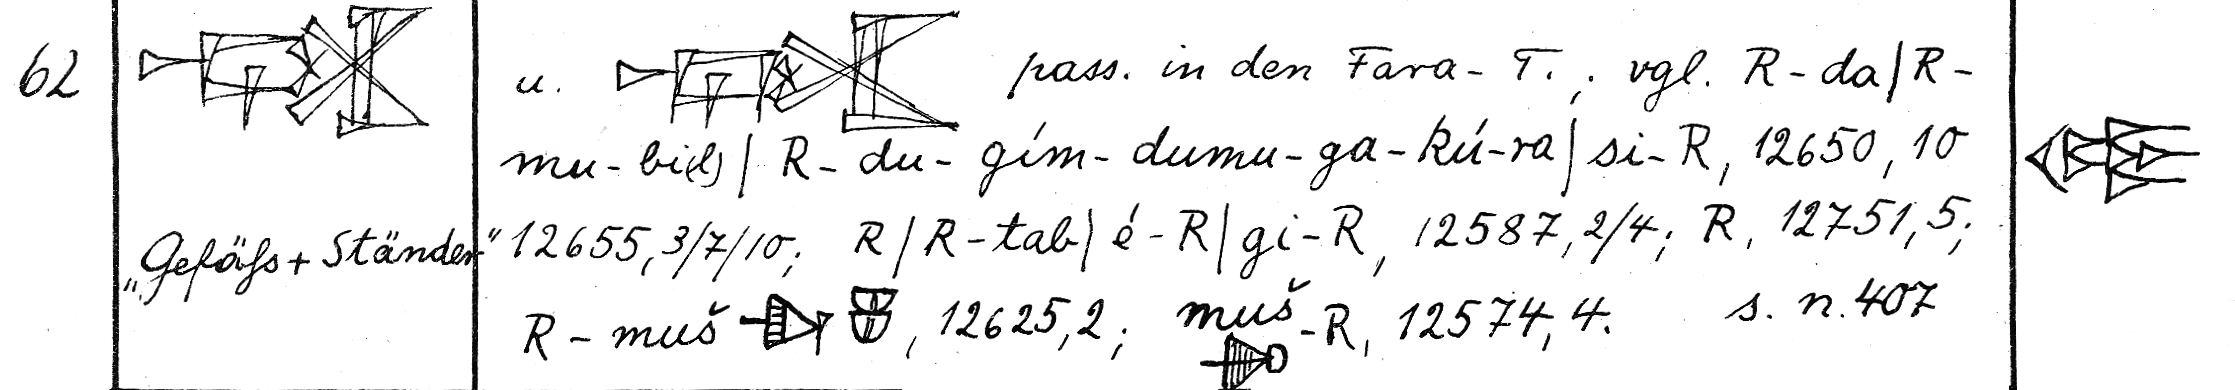 62 u. pass. in den Fara-T.; vgl. R-da/R-
mu-bi(l)/ R-du-gím-dumu-ga-kú-ra/ si-R, 12650, 10
„Gefäß + Ständer“ 12655, 3/7/10; R/R-tab/ é-R/ gi-R, 12587, 2/4; R, 12751, 5;
R-muš , 12625, 2; muš-R, 12574, 4. s. n. 407